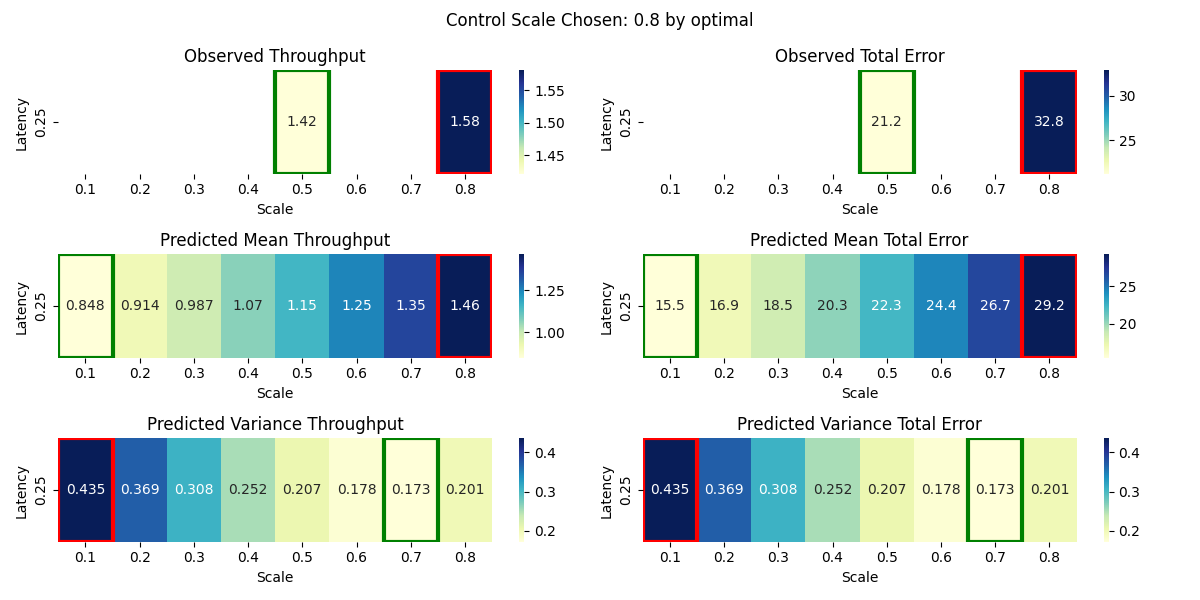 Control Scale Chosen: 0.8 by optimal
Observed Throughput
Latency
0.25
1.42
1.58
1.55
1.50
1.45
0.1 0.2 0.3 0.4 0.5 0.6 0.7 0.8
Scale
Observed Total Error
Latency
0.25
21.2
32.8
30
25
0.1 0.2 0.3 0.4 0.5 0.6 0.7 0.8
Scale
Predicted Mean Throughput
Latency
0.25
0.848 0.914 0.987 1.07 1.15 1.25 1.35 1.46
1.25
1.00
0.1 0.2 0.3 0.4 0.5 0.6 0.7 0.8
Scale
Predicted Mean Total Error
Latency
0.25
15.5 16.9 18.5 20.3 22.3 24.4 26.7 29.2
25
20
0.1 0.2 0.3 0.4 0.5 0.6 0.7 0.8
Scale
Predicted Variance Throughput
Latency
0.25
0.435 0.369 0.308 0.252 0.207 0.178 0.173 0.201
0.4
0.3
0.2
0.1 0.2 0.3 0.4 0.5 0.6 0.7 0.8
Scale
Predicted Variance Total Error
Latency
0.25
0.435 0.369 0.308 0.252 0.207 0.178 0.173 0.201
0.4
0.3
0.2
0.1 0.2 0.3 0.4 0.5 0.6 0.7 0.8
Scale